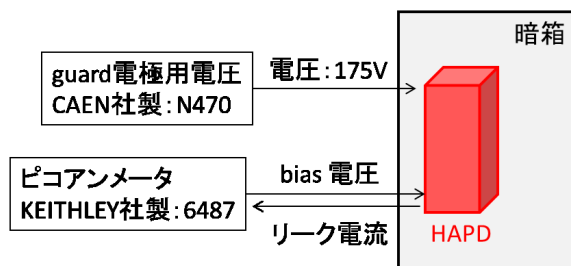 暗箱
guard電極用電圧
CAEN社製：N470
電圧：175V
ピコアンメータ
KEITHLEY社製：6487
bias 電圧
リーク電流
HAPD